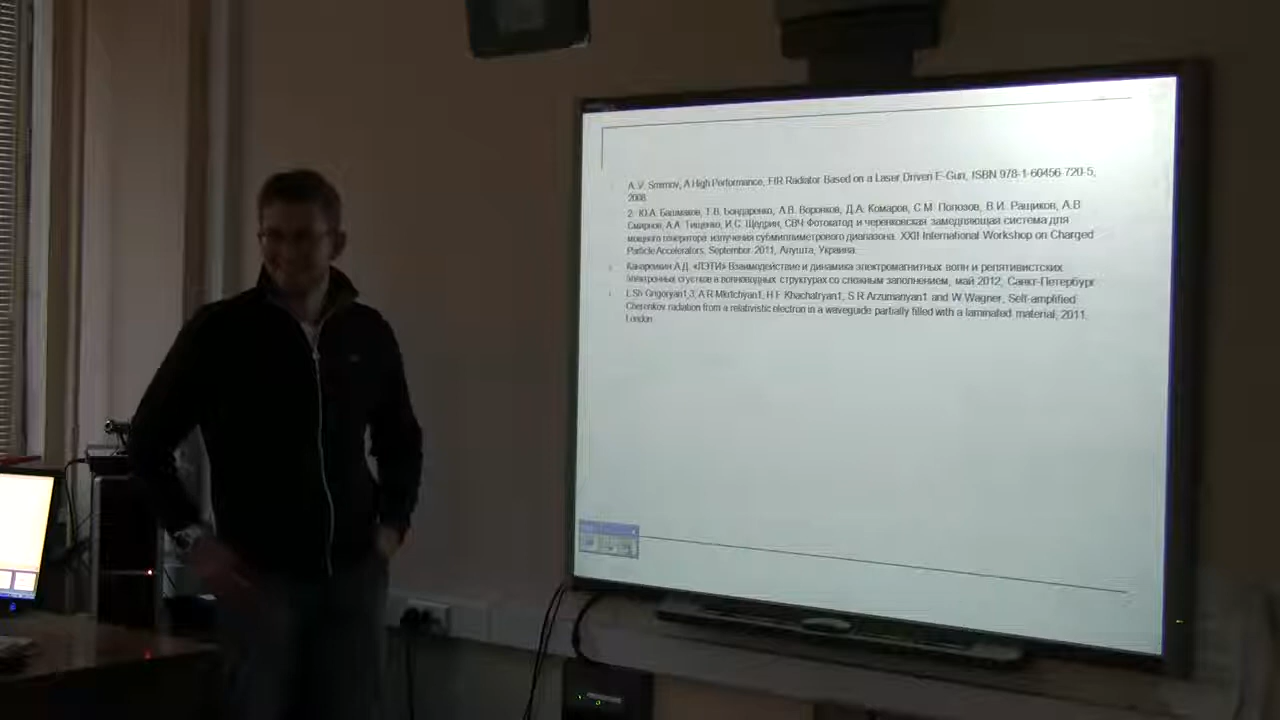 A. V. Smirnov, A High Performance, FIR Radiator Based on a Laser Driven E-Gun, ISBN 978-1-60456-720-5,
2008.
2. Ю.А. Башмаков, Т.В. Бондаренко, А.В. Воронков, Д.А. Комаров, С.М. Полозов, В.И. Ращиков, А.В.
Смирнов, А.А. Тищенко, И.С. Щедрин, СВЧ Фотокатод и черенковская замедляющая система для
мощного генератора излучения субмиллиметрового диапазона. XXII International Workshop on Charged
Particle Accelerators. September. 2011, Алушта, Украина.
А.Д. «ЛЭТИ» Взаимодействие и динамика электромагнитных волн и релятивистских
электронных сгустков в волноводных структурах со сложным заполнением, май 2012, Санкт-Петербург
L.Sh. Grigoryan1,3, A R Mkrtchyan1, H F Khachatryan1, S R Arzumanyan1 and W Wagner, Self-amplified
Cherenkov radiation from a relativistic electron in a waveguide partially filled with a laminated material, 2011,
London